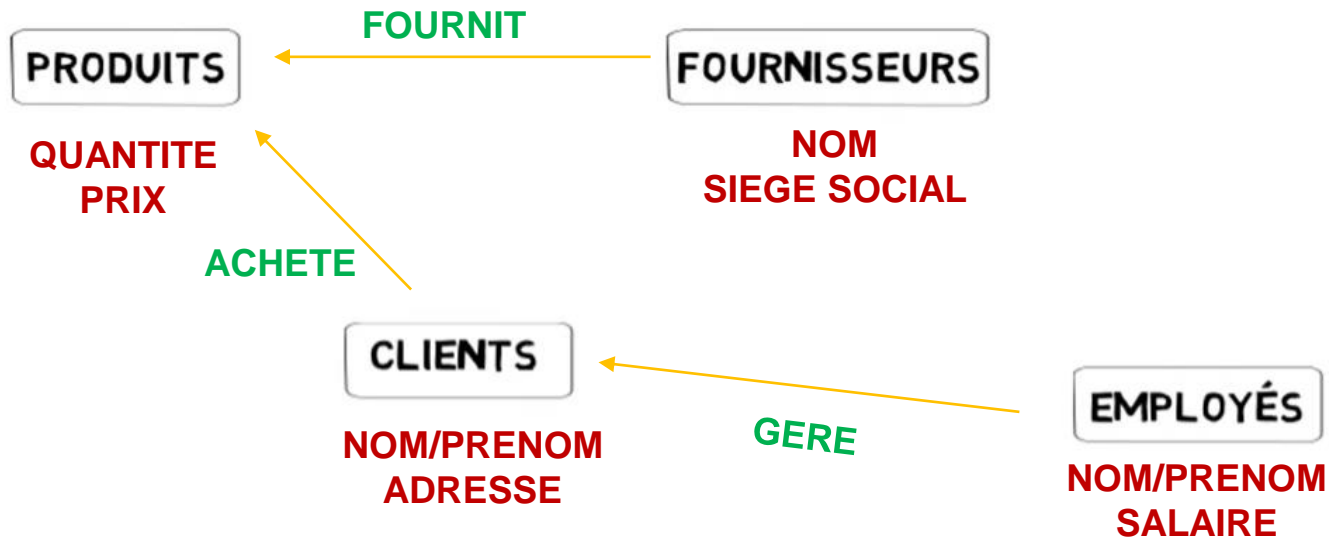 FOURNIT
PRODUITS
FOURNISSEURS
QUANTITE
PRIX
NOM
SIEGE SOCIAL
ACHETE
CLIENTS
EMPLOYÉS
GERE
NOM/PRENOM
ADRESSE
NOM/PRENOM
SALAIRE